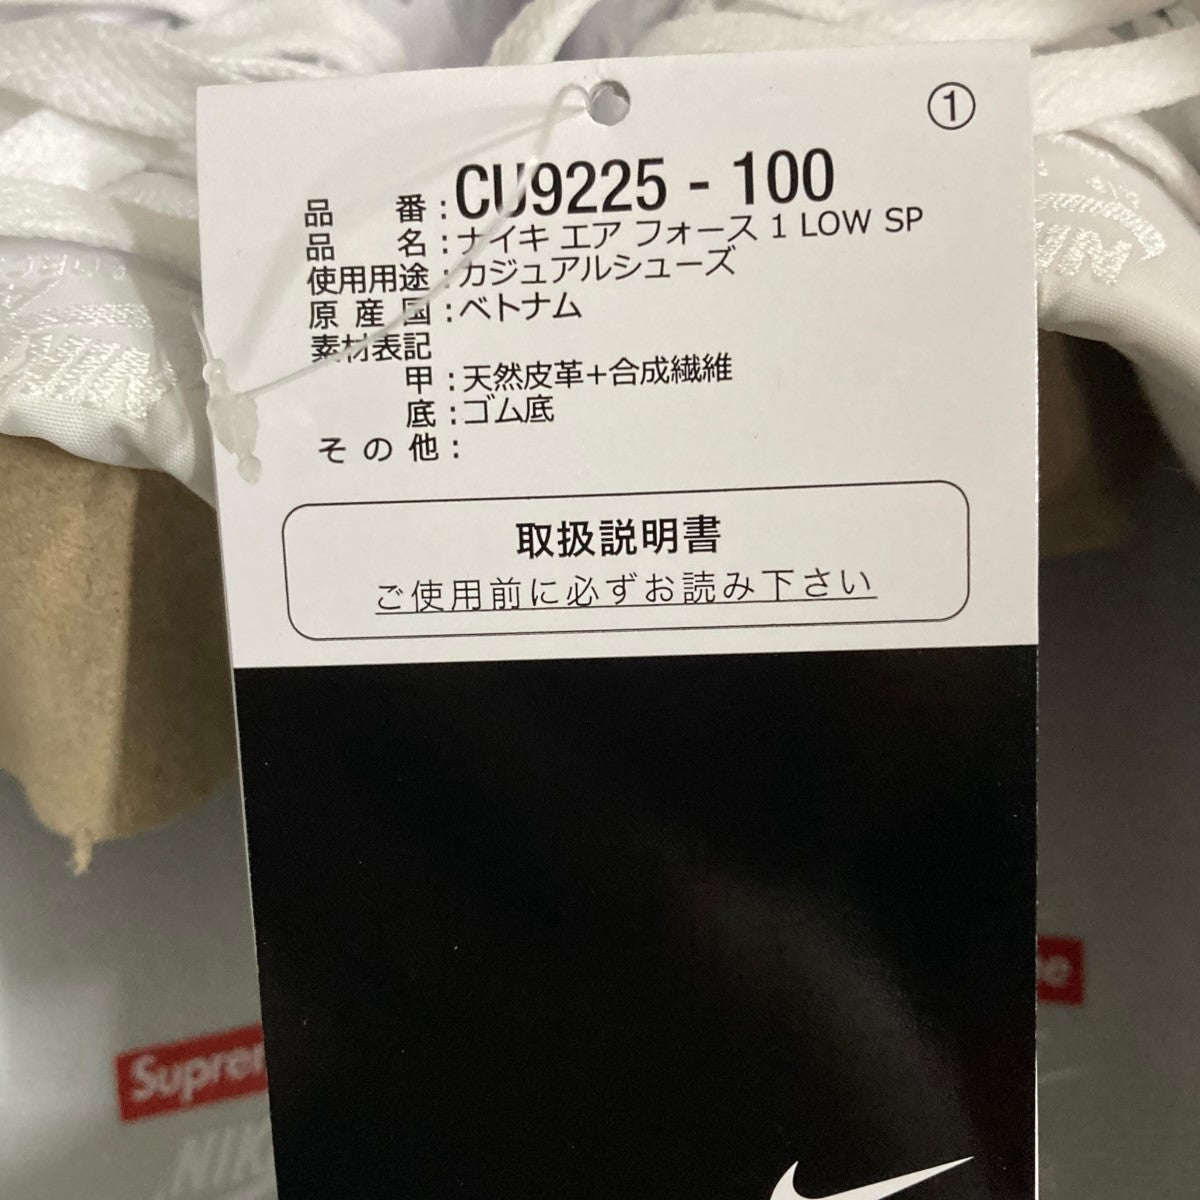 ①
品番:CU9225 - 100
品名:ナイキ エア フォース 1 LOW SP
使用用途:カジュアルシューズ
原産国:ベトナム
素材表記
甲:天然皮革+合成繊維
底:ゴム底
その他:
取扱説明書
ご使用前に必ずお読み下さい